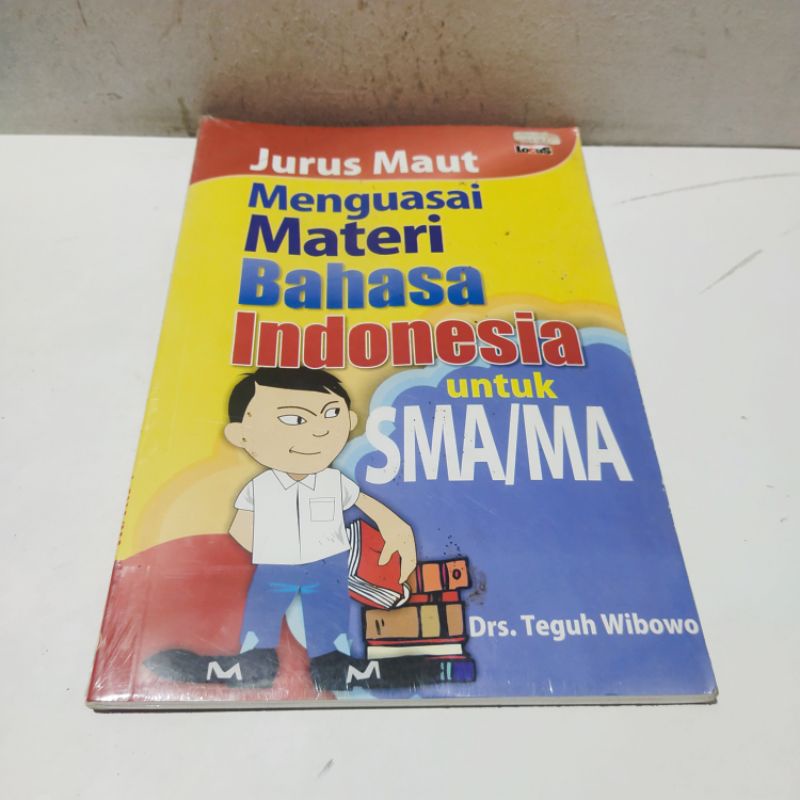 Jurus Maut
Menguasai
Materi
Bahasa
Indonesia
untuk
SMA/MA
Drs. Teguh Wibowo